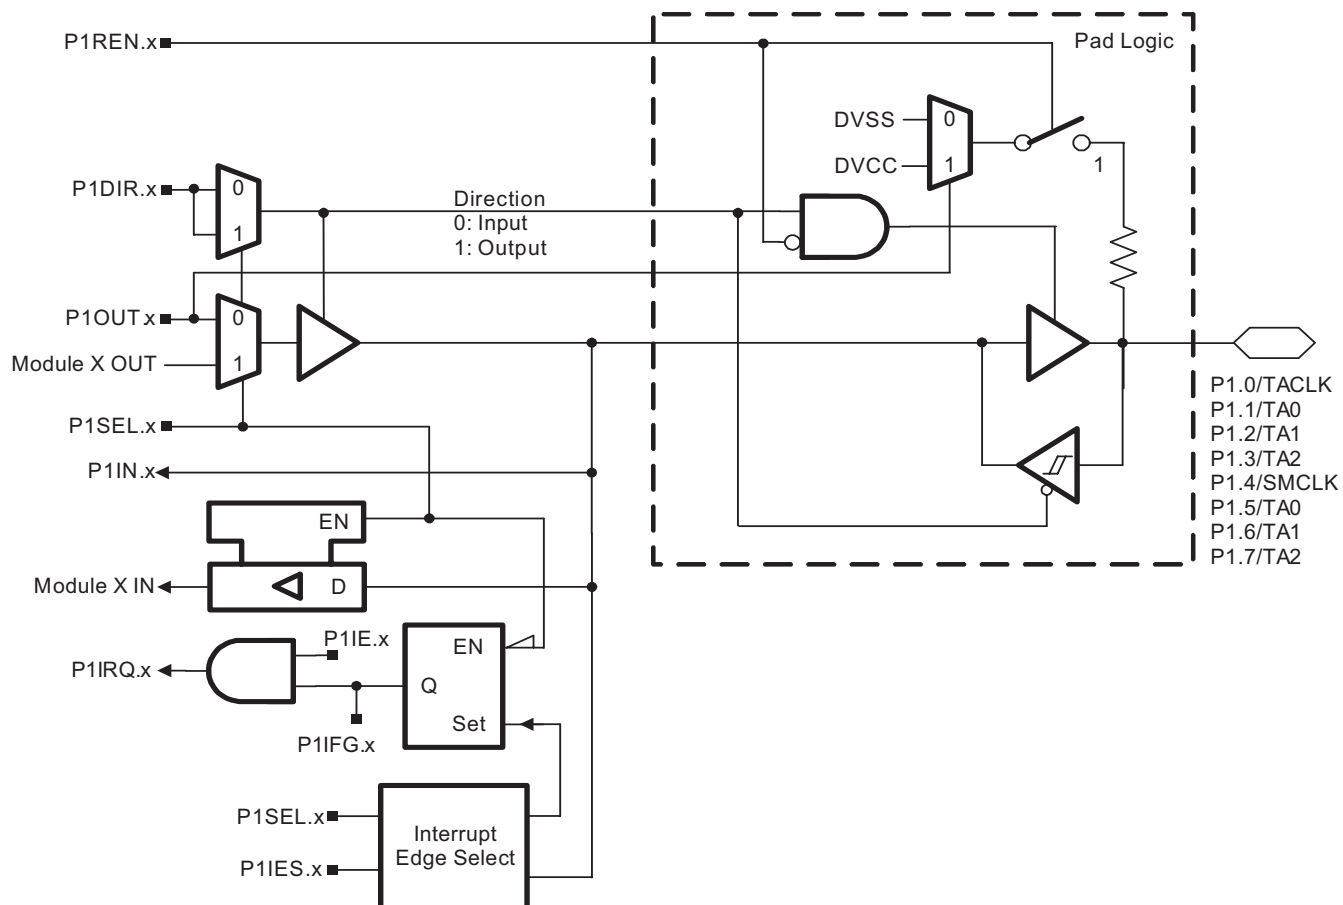 P1REN.x
Pad Logic
DVSS
0
DVCC
1
1
P1DIR.x
0
1
Direction
0: Input
1: Output
P1OUT.x
0
Module X OUT
1
P1SEL.x
P1IN.x
EN
Module X IN
D
P1IE.x
EN
P1IRQ.x
Q
Set
P1IFG.x
P1SEL.x
Interrupt
Edge Select
P1IES.x
P1.0/TACLK
P1.1/TA0
P1.2/TA1
P1.3/TA2
P1.4/SMCLK
P1.5/TA0
P1.6/TA1
P1.7/TA2